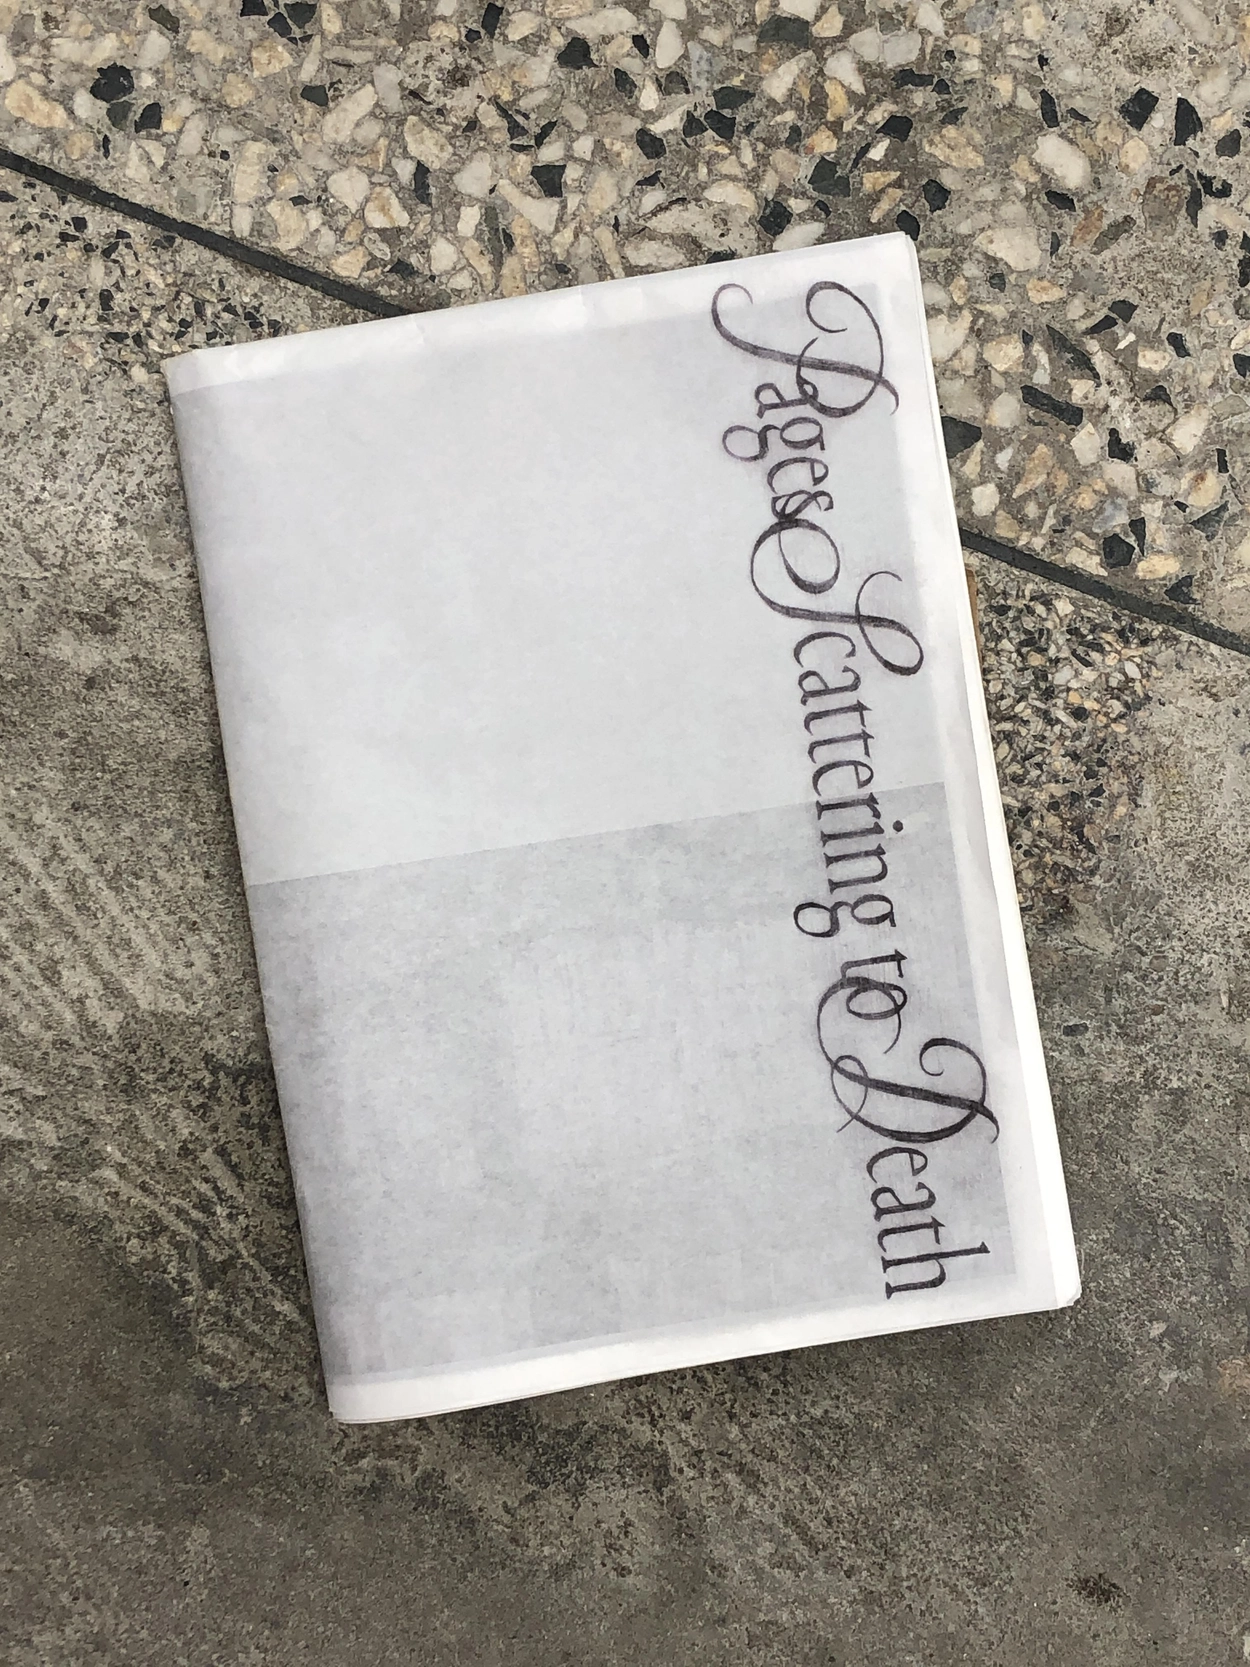 Pages Scattering to Death